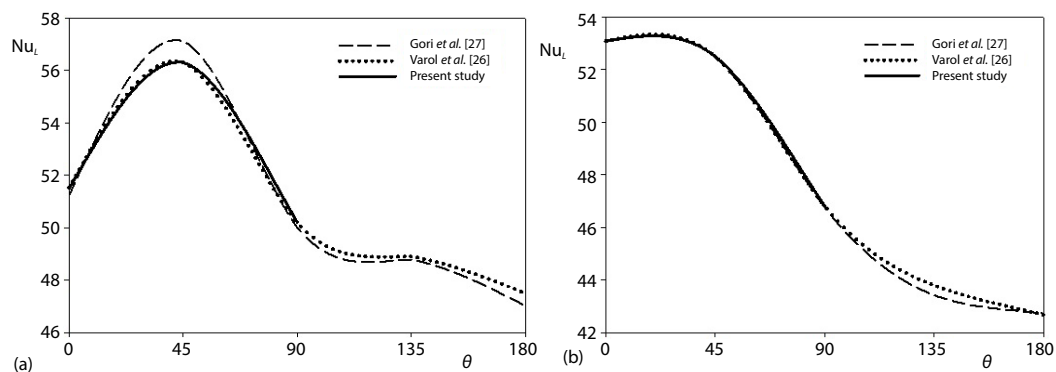 58
Nu_L
56
54
52
50
48
46
0
45
90
135
180
θ
(a)
Gori et al. [27]
Varol et al. [26]
Present study
54
Nu_L
52
50
48
46
44
42
0
45
90
135
180
θ
(b)
Gori et al. [27]
Varol et al. [26]
Present study